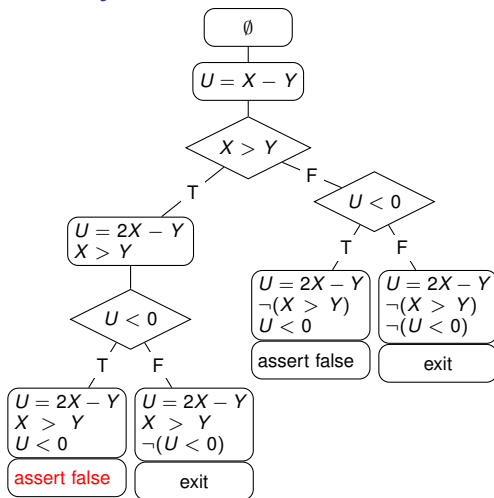 ∅
U = X − Y
X > Y
T
F
U = 2X − Y
X > Y
U < 0
T
F
U < 0
T
F
U = 2X − Y
X > Y
U < 0
assert false
U = 2X − Y
X > Y
¬(U < 0)
exit
U = 2X − Y
¬(X > Y)
U < 0
assert false
U = 2X − Y
¬(X > Y)
¬(U < 0)
exit